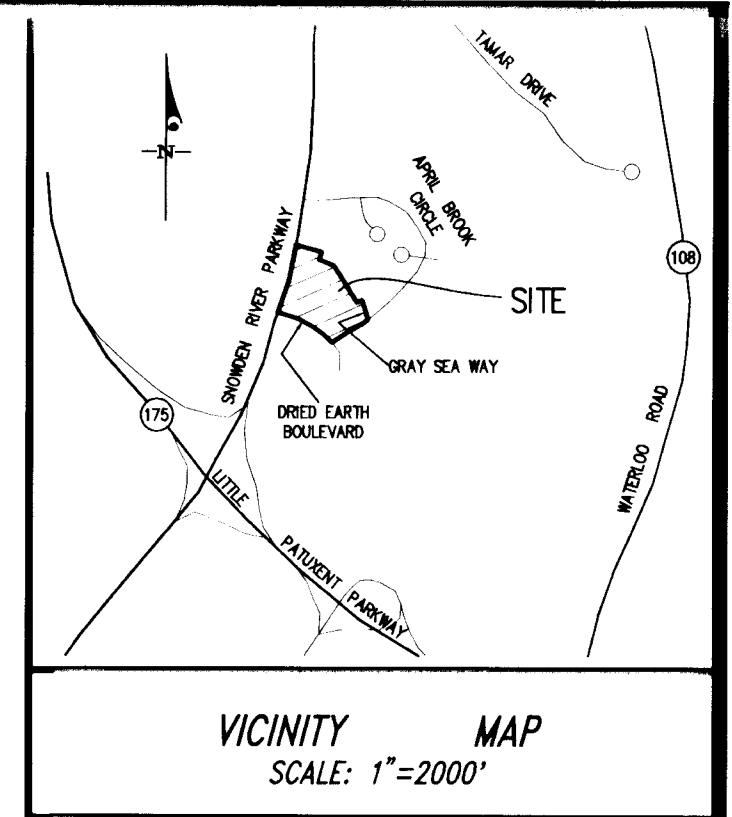 TAMAR DRIVE
N
APRIL BROOK
CIRCLE
SNOWDEN RIVER PARKWAY
108
SITE
GRAY SEA WAY
DRIED EARTH
BOULEVARD
175
WATERLOO ROAD
LITTLE PATUXENT PARKWAY
VICINITY MAP
SCALE: 1"=2000'